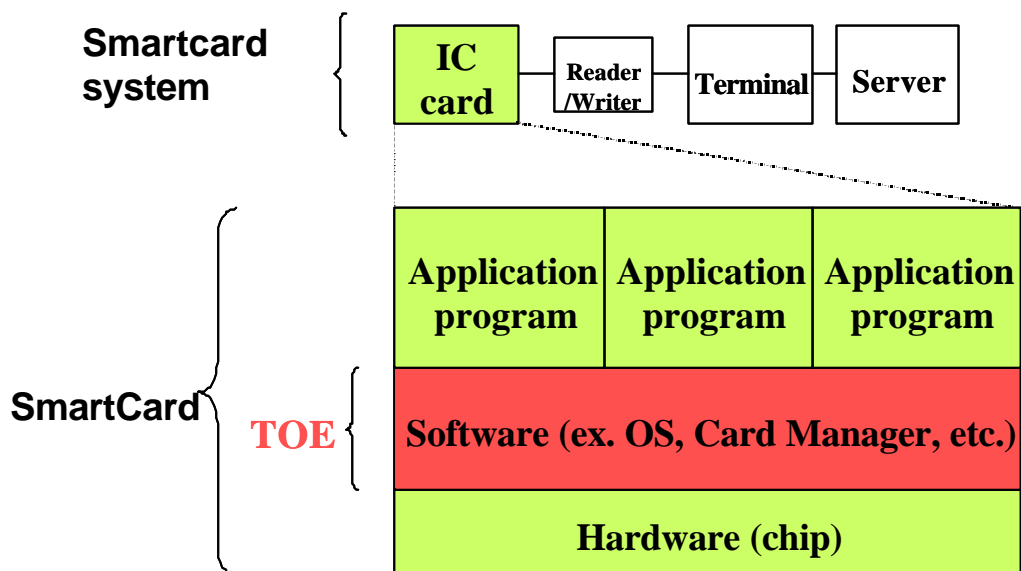 Smartcard
system
IC
card
Reader
/Writer
Terminal
Server
SmartCard
TOE
Application
program
Application
program
Application
program
Software (ex. OS, Card Manager, etc.)
Hardware (chip)